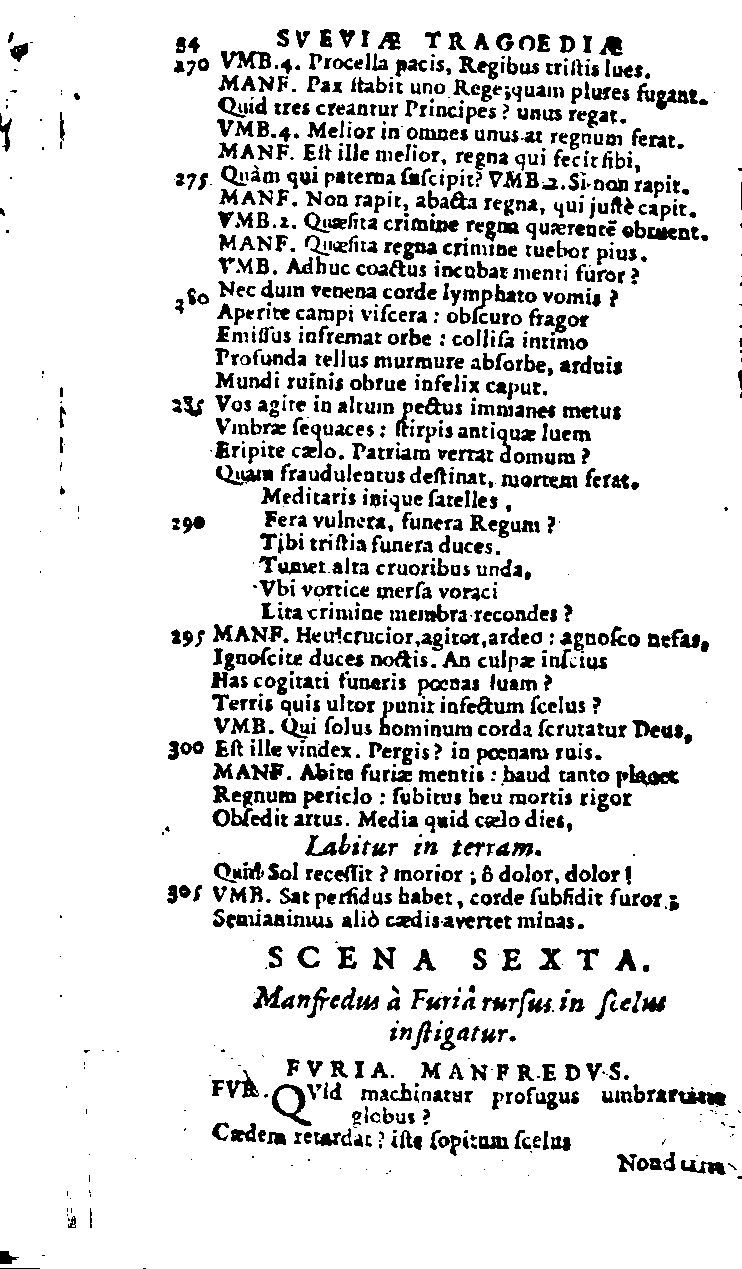 84 SVEVIÆ TRAGOEDIÆ
270 VMB.4. Procella pacis, Regibus triſtis lues.
MANF. Pax ſtabit uno Rege;quam plures fugant.
Quid tres creantur Principes? unus regat.
VMB.4. Melior in omnes unus at regnum ferat.
MANF. Eſt ille melior, regna qui fecit ſibi,
275 Quàm qui paterna ſuſcipit? VMB.2. Si non rapit.
MANF. Non rapit, abacta regna, qui juſtè capit.
VMB.2. Quæſita crimine regna quærentē obruent.
MANF. Quæſita regna crimine tuebor pius.
VMB. Adhuc coactus incubat menti furor?
280 Nec dum venena corde lymphato vomis?
Aperite campi viſcera: obſcuro fragor
Emiſſus infremat orbe: colliſa intimo
Profunda tellus murmure abſorbe, arduis
Mundi ruinis obrue infelix caput.
285 Vos agite in altum pectus immanes metus
Vmbræ ſequaces: ſtirpis antiquæ luem
Eripite cælo. Patriam vertat domum?
Quam fraudulentus deſtinat, mortem ferat.
Meditaris inique ſatelles,
290 Fera vulnera, funera Regum?
Tibi triſtia funera duces.
Tumet alta cruoribus unda,
Vbi vortice merſa voraci
Lita crimine membra recondes?
295 MANF. Heu!crucior,agitor,ardeo: agnoſco nefas,
Ignoſcite duces noctis. An culpæ inſcius
Has cogitati funeris pœnas luam?
Terris quis ultor punit infectum ſcelus?
VMB. Qui ſolus hominum corda ſcrutatur Deus,
300 Eſt ille vindex. Pergis? in pœnam ruis.
MANF. Abite furiæ mentis: haud tanto placet
Regnum periclo: ſubitus heu mortis rigor
Obſedit artus. Media quid cælo dies,
Labitur in terram.
Quid Sol receſſit? morior; ô dolor, dolor!
305 VMB. Sat perfidus habet, corde ſubſidit furor;
Semianimus aliò cædis avertet minas.
SCENA SEXTA.
Manfredus à Furiâ rurſus in ſcelus
inſtigatur.
FVRIA. MANFREDVS.
FVR. QVid machinatur profugus umbrarum
globus?
Cædem retardat? iſte ſopitum ſcelus
Nondum